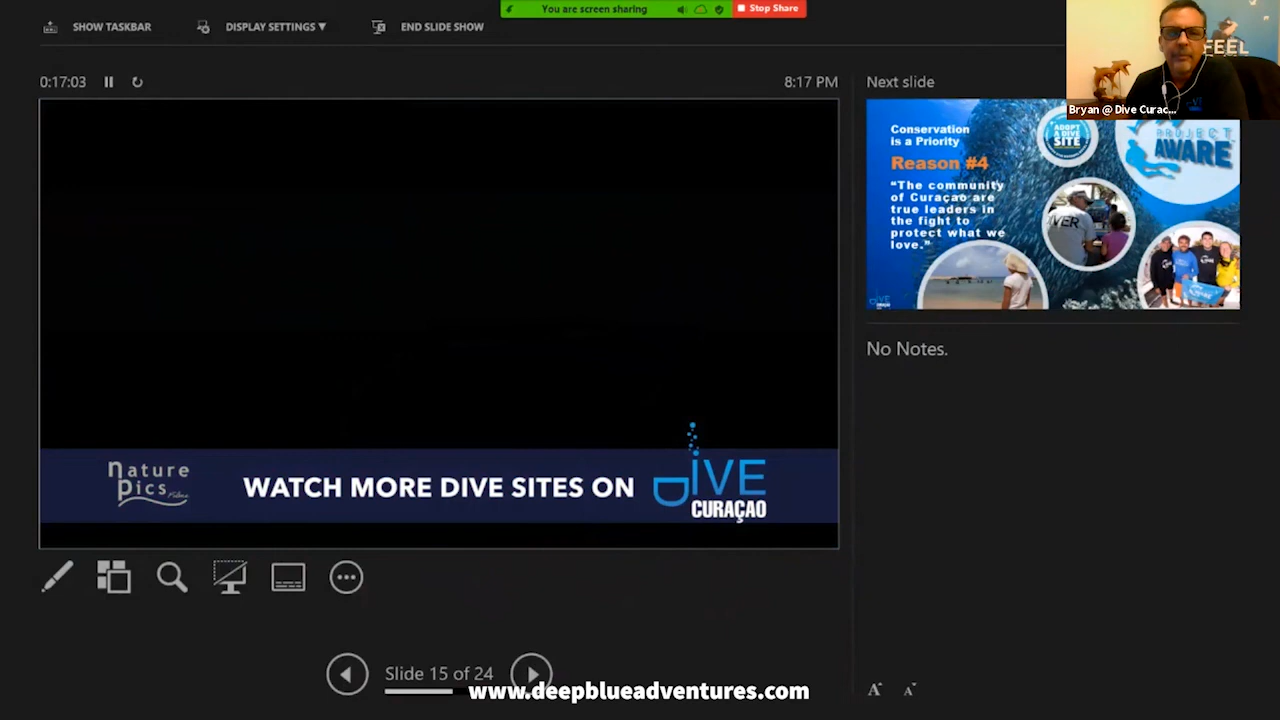 SHOW TASKBAR
DISPLAY SETTINGS ▼
END SLIDE SHOW
You are screen sharing
Stop Share
FEEL
Bryan @ Dive Curac...
0:17:03
8:17 PM
Next slide
Conservation
is a Priority
Reason #4
“The community
of Curaçao are
true leaders in
the fight to
protect what we
love.”
ADOPT
A DIVE
SITE
PROJECT
AWARE
IVER
No Notes.
nature
pics
WATCH MORE DIVE SITES ON
DIVE
CURAÇAO
Slide 15 of 24
www.deepblueadventures.com
A A